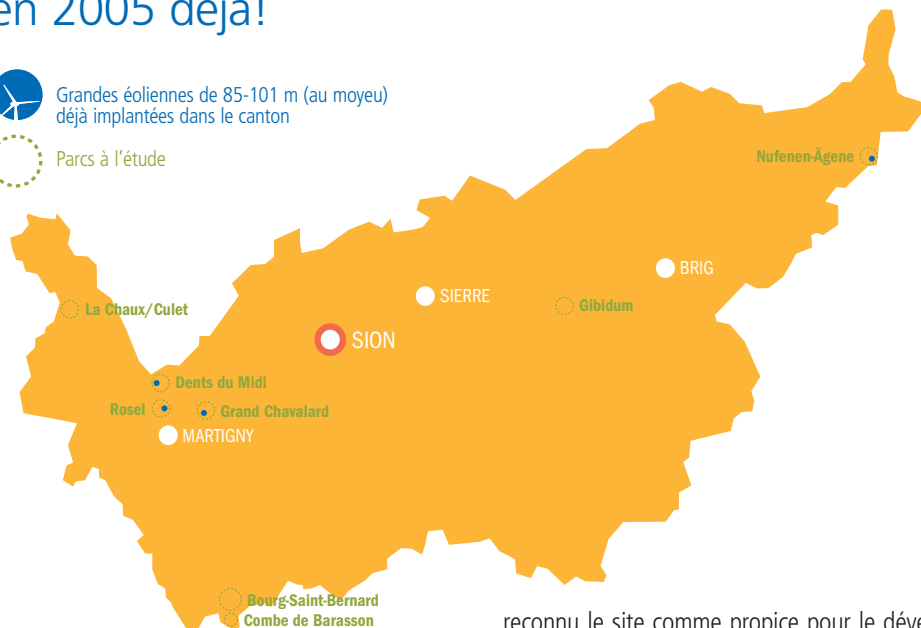 en 2005 déjà!
Grandes éoliennes de 85-101 m (au moyeu)
déjà implantées dans le canton
Parcs à l'étude
Nufenen-Ägene
BRIG
SIERRE
Gibidum
La Chaux/Culet
SION
Dents du Midi
Rosel
Grand Chavalard
MARTIGNY
Bourg-Saint-Bernard
Combe de Barasson
reconnu le site comme propice pour le déve